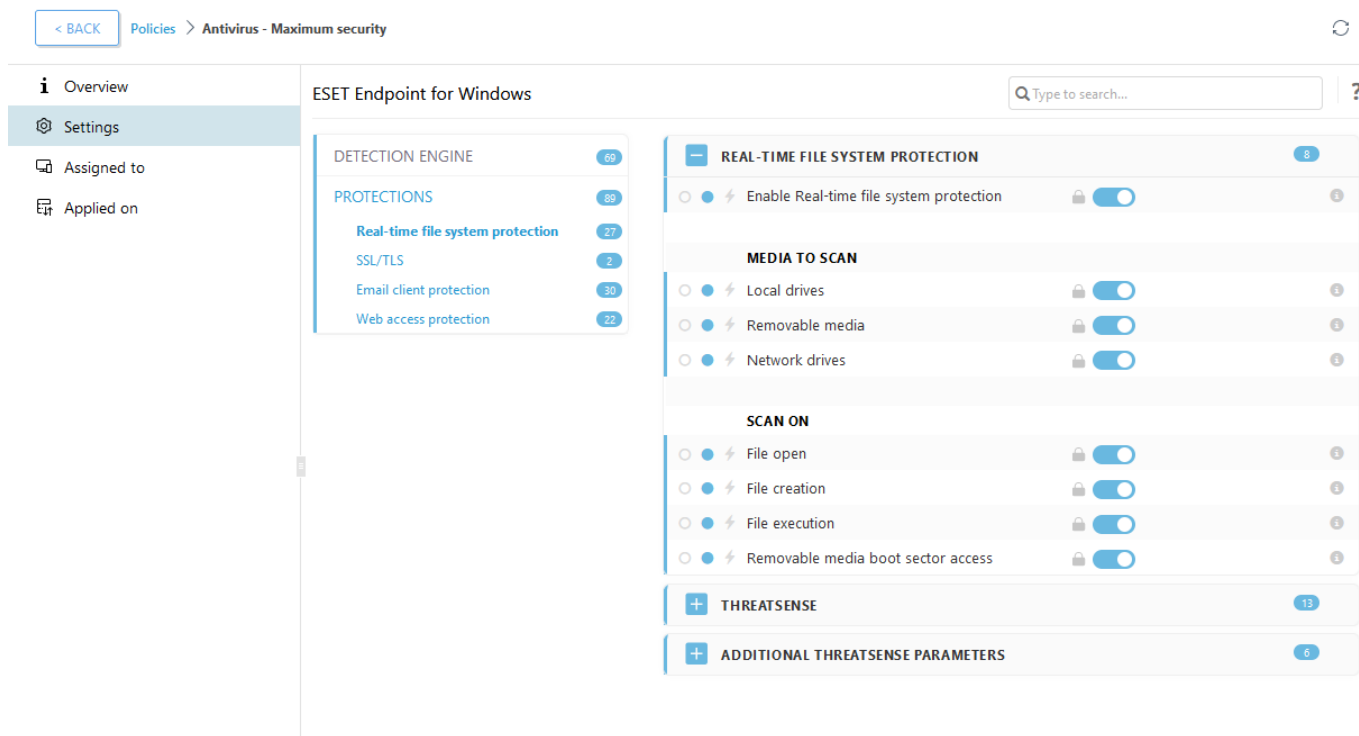 < BACK Policies > Antivirus - Maximum security
Overview
Settings
Assigned to
Applied on
ESET Endpoint for Windows
Type to search...
?
DETECTION ENGINE 69
PROTECTIONS 89
Real-time file system protection 27
SSL/TLS 2
Email client protection 30
Web access protection 22
REAL-TIME FILE SYSTEM PROTECTION 8
Enable Real-time file system protection
MEDIA TO SCAN
Local drives
Removable media
Network drives
SCAN ON
File open
File creation
File execution
Removable media boot sector access
THREATSENSE 13
ADDITIONAL THREATSENSE PARAMETERS 6